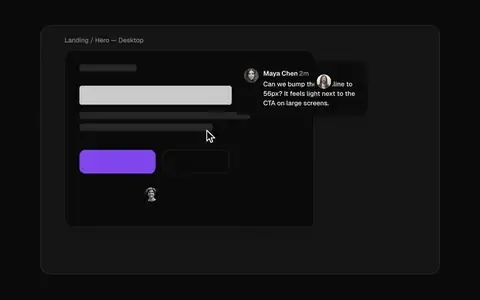 Landing / Hero — Desktop
Maya Chen 2m
Can we bump the line to
56px? It feels light next to the
CTA on large screens.